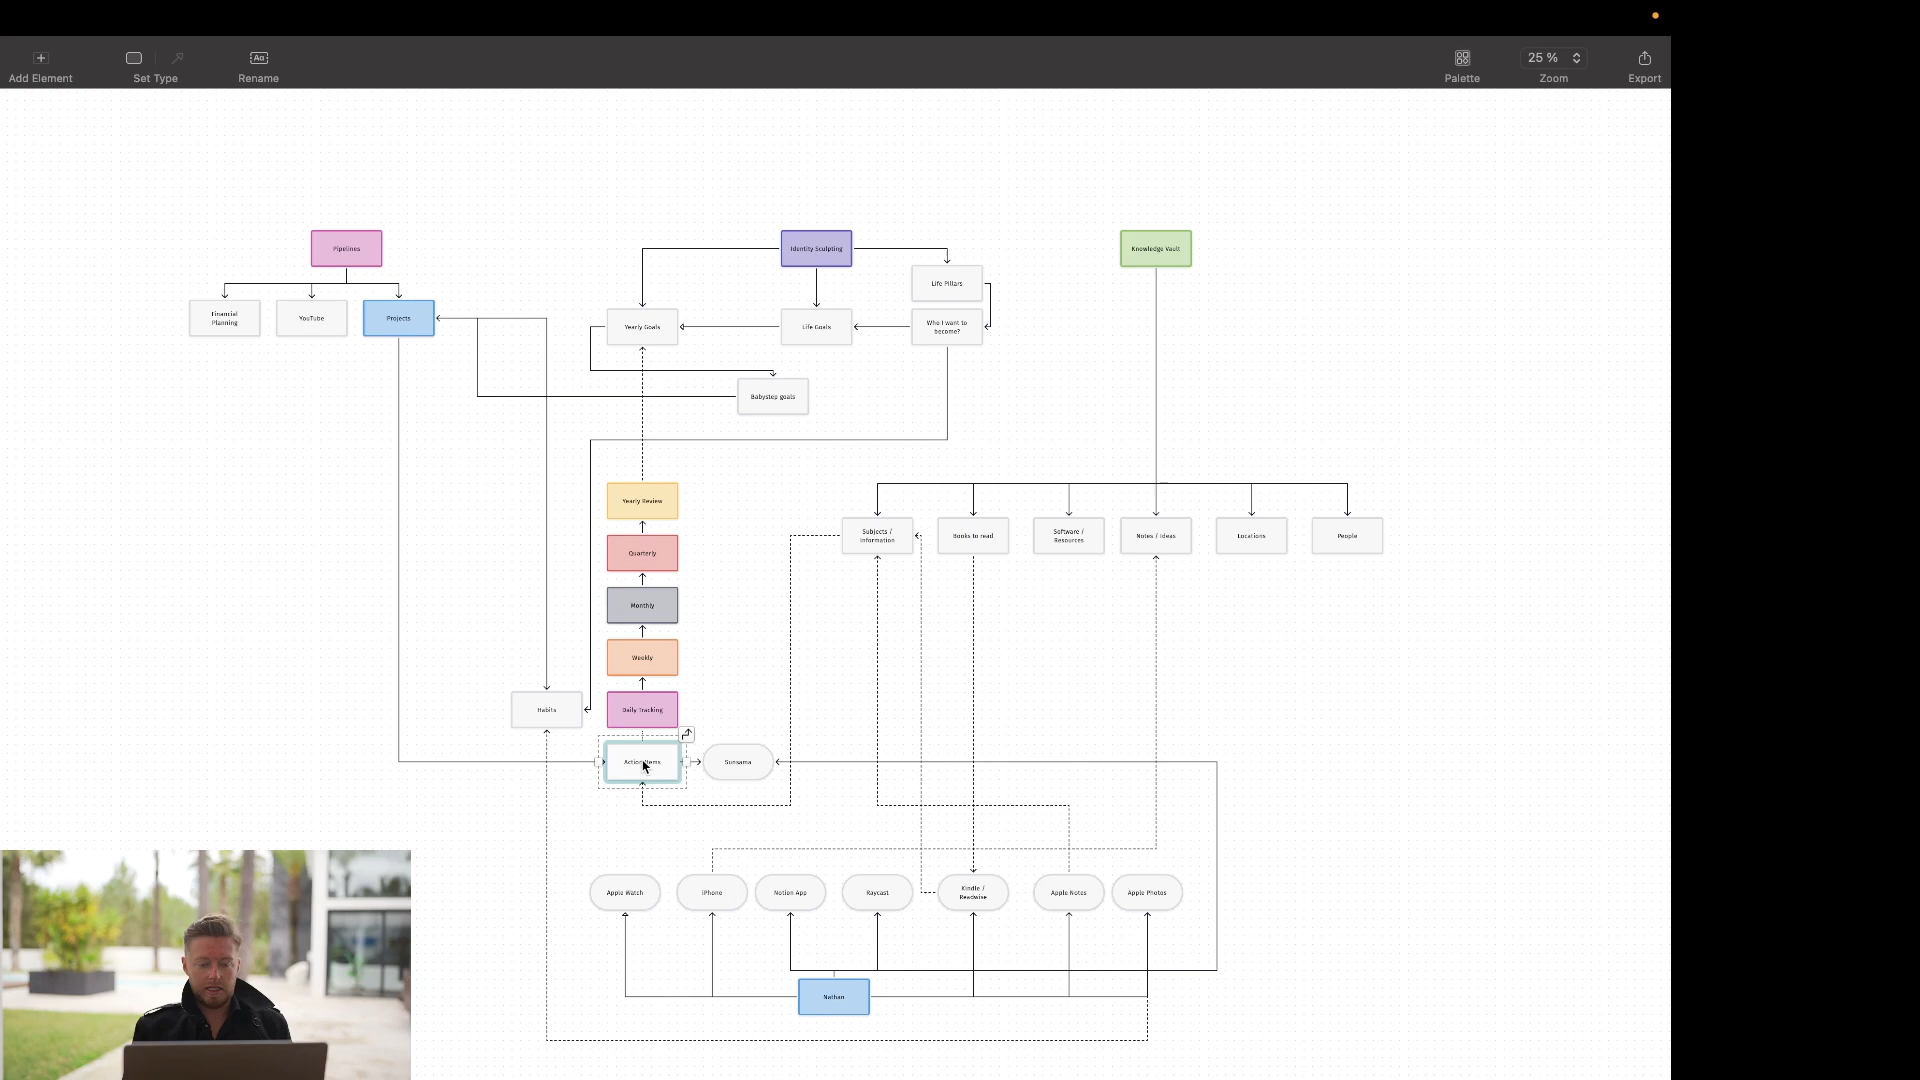 Add Element
Set Type
Aa
Rename
Palette
25 %
Zoom
Export
Pipelines
Identity Sculpting
Knowledge Vault
Life Pillars
Financial
Planning
YouTube
Projects
Yearly Goals
Life Goals
Who I want to
become?
Babystep goals
Yearly Review
Subjects /
Information
Books to read
Software /
Resources
Notes / Ideas
Locations
People
Quarterly
Monthly
Weekly
Habits
Daily Tracking
Action Items
Sunsama
Apple Watch
iPhone
Notion App
Raycast
Kindle /
Readwise
Apple Notes
Apple Photos
Nathan